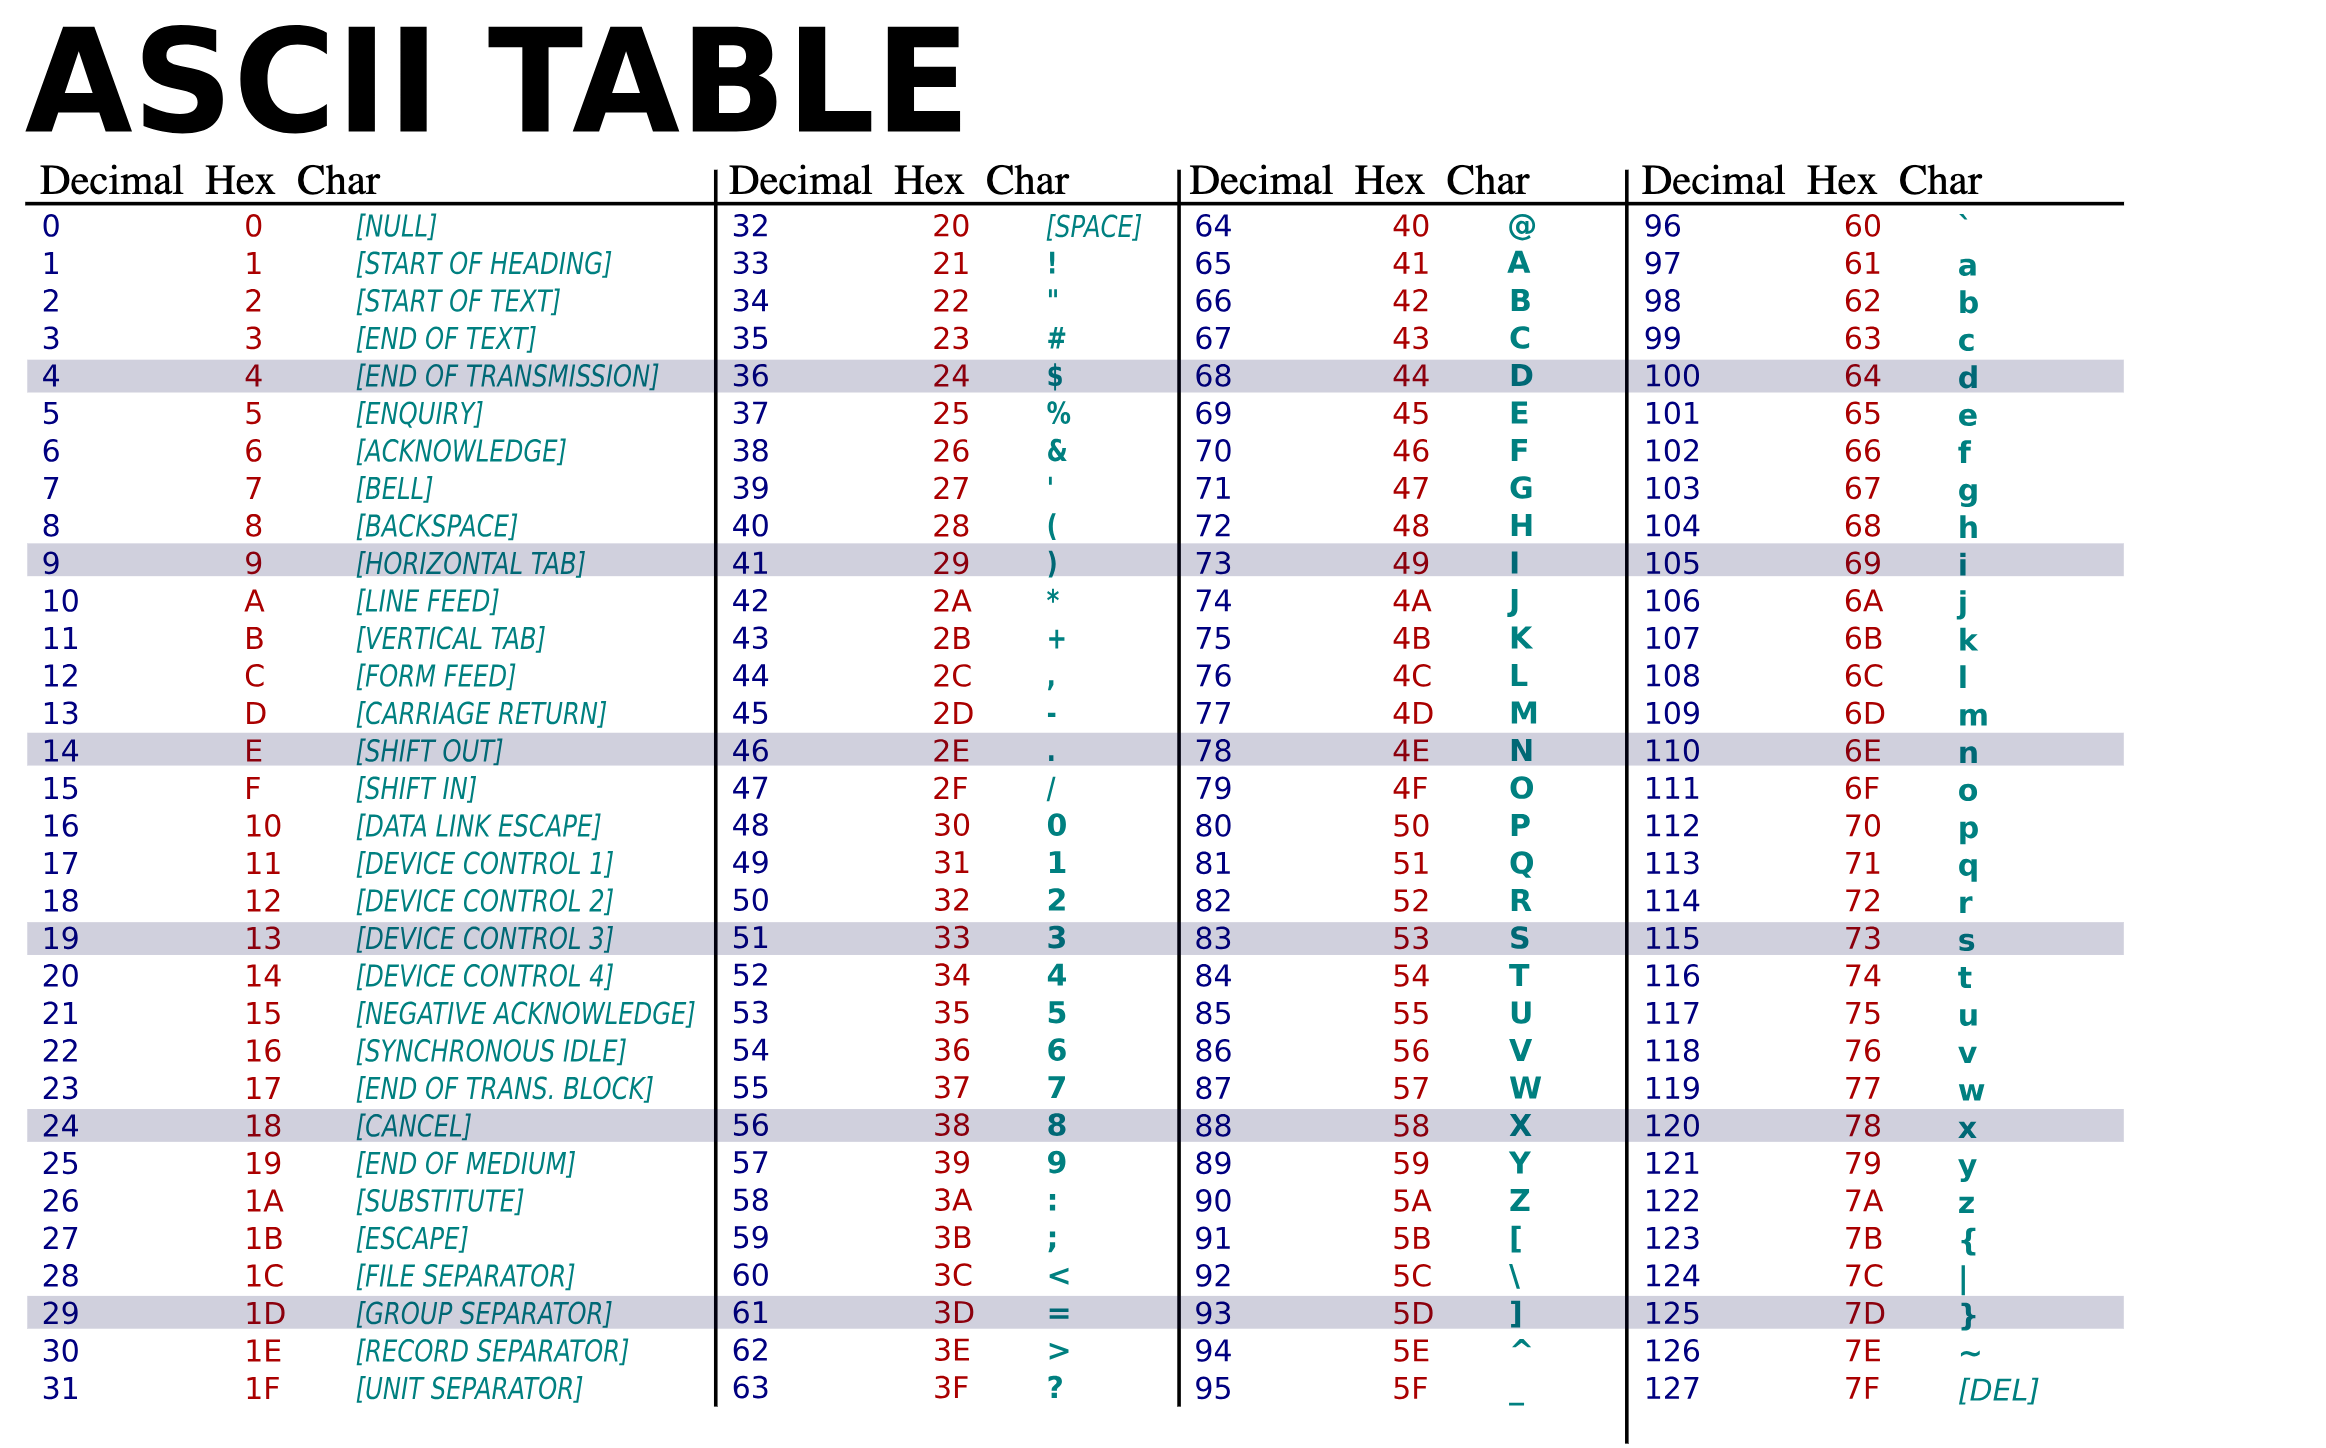 ASCII TABLE
Decimal Hex Char Decimal Hex Char Decimal Hex Char Decimal Hex Char
0 0 [NULL] 32 20 [SPACE] 64 40 @ 96 60 `
1 1 [START OF HEADING] 33 21 ! 65 41 A 97 61 a
2 2 [START OF TEXT] 34 22 " 66 42 B 98 62 b
3 3 [END OF TEXT] 35 23 # 67 43 C 99 63 c
4 4 [END OF TRANSMISSION] 36 24 $ 68 44 D 100 64 d
5 5 [ENQUIRY] 37 25 % 69 45 E 101 65 e
6 6 [ACKNOWLEDGE] 38 26 & 70 46 F 102 66 f
7 7 [BELL] 39 27 ' 71 47 G 103 67 g
8 8 [BACKSPACE] 40 28 ( 72 48 H 104 68 h
9 9 [HORIZONTAL TAB] 41 29 ) 73 49 I 105 69 i
10 A [LINE FEED] 42 2A * 74 4A J 106 6A j
11 B [VERTICAL TAB] 43 2B + 75 4B K 107 6B k
12 C [FORM FEED] 44 2C , 76 4C L 108 6C l
13 D [CARRIAGE RETURN] 45 2D - 77 4D M 109 6D m
14 E [SHIFT OUT] 46 2E . 78 4E N 110 6E n
15 F [SHIFT IN] 47 2F / 79 4F O 111 6F o
16 10 [DATA LINK ESCAPE] 48 30 0 80 50 P 112 70 p
17 11 [DEVICE CONTROL 1] 49 31 1 81 51 Q 113 71 q
18 12 [DEVICE CONTROL 2] 50 32 2 82 52 R 114 72 r
19 13 [DEVICE CONTROL 3] 51 33 3 83 53 S 115 73 s
20 14 [DEVICE CONTROL 4] 52 34 4 84 54 T 116 74 t
21 15 [NEGATIVE ACKNOWLEDGE] 53 35 5 85 55 U 117 75 u
22 16 [SYNCHRONOUS IDLE] 54 36 6 86 56 V 118 76 v
23 17 [END OF TRANS. BLOCK] 55 37 7 87 57 W 119 77 w
24 18 [CANCEL] 56 38 8 88 58 X 120 78 x
25 19 [END OF MEDIUM] 57 39 9 89 59 Y 121 79 y
26 1A [SUBSTITUTE] 58 3A : 90 5A Z 122 7A z
27 1B [ESCAPE] 59 3B ; 91 5B [ 123 7B {
28 1C [FILE SEPARATOR] 60 3C < 92 5C \ 124 7C |
29 1D [GROUP SEPARATOR] 61 3D = 93 5D ] 125 7D }
30 1E [RECORD SEPARATOR] 62 3E > 94 5E ^ 126 7E ~
31 1F [UNIT SEPARATOR] 63 3F ? 95 5F _ 127 7F [DEL]